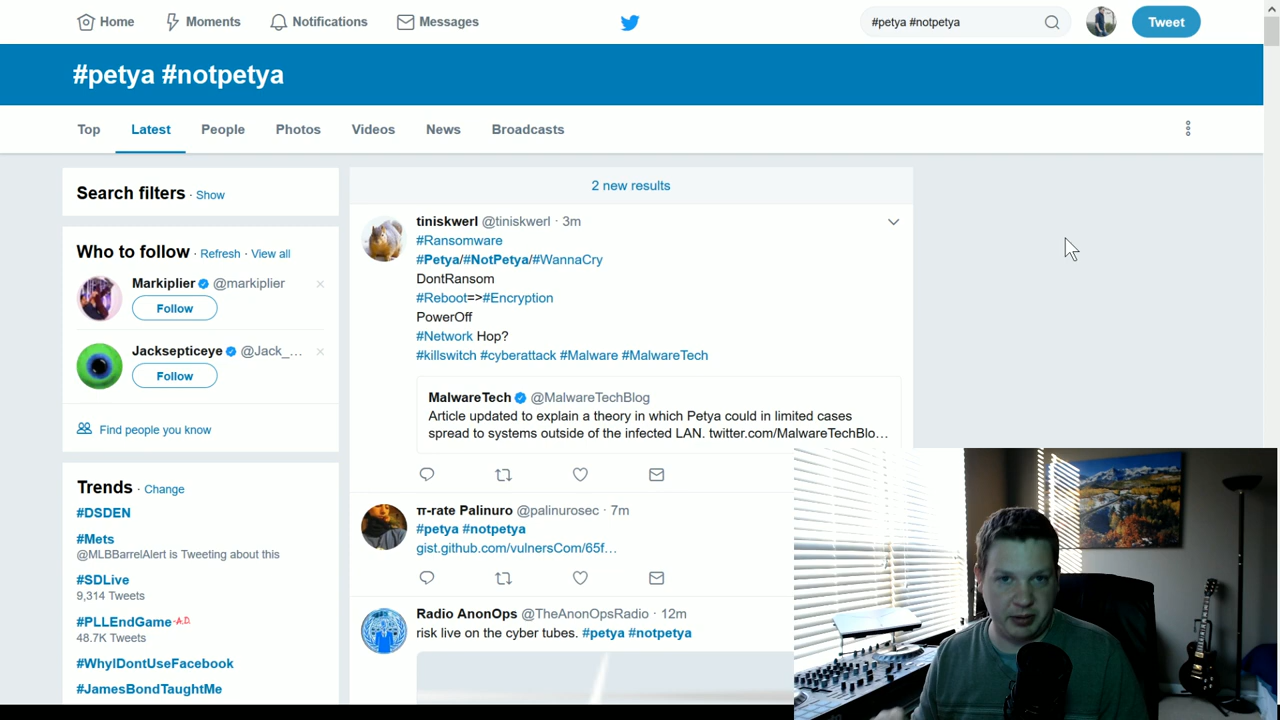 Home
Moments
Notifications
Messages
#petya #notpetya
Tweet
#petya #notpetya
Top
Latest
People
Photos
Videos
News
Broadcasts
Search filters · Show
Who to follow · Refresh · View all
Markiplier @markiplier
Follow
Jacksepticeye @Jack_...
Follow
Find people you know
Trends · Change
#DSDEN
#Mets
@MLBBarrelAlert is Tweeting about this
#SDLive
9,314 Tweets
#PLLEndGame -A.D.
48.7K Tweets
#WhyIDontUseFacebook
#JamesBondTaughtMe
2 new results
tiniskwerl @tiniskwerl · 3m
#Ransomware
#Petya/#NotPetya/#WannaCry
DontRansom
#Reboot=>#Encryption
PowerOff
#Network Hop?
#killswitch #cyberattack #Malware #MalwareTech
MalwareTech @MalwareTechBlog
Article updated to explain a theory in which Petya could in limited cases
spread to systems outside of the infected LAN. twitter.com/MalwareTechBlo...
π-rate Palinuro @palinurosec · 7m
#petya #notpetya
gist.github.com/vulnersCom/65f...
Radio AnonOps @TheAnonOpsRadio · 12m
risk live on the cyber tubes. #petya #notpetya